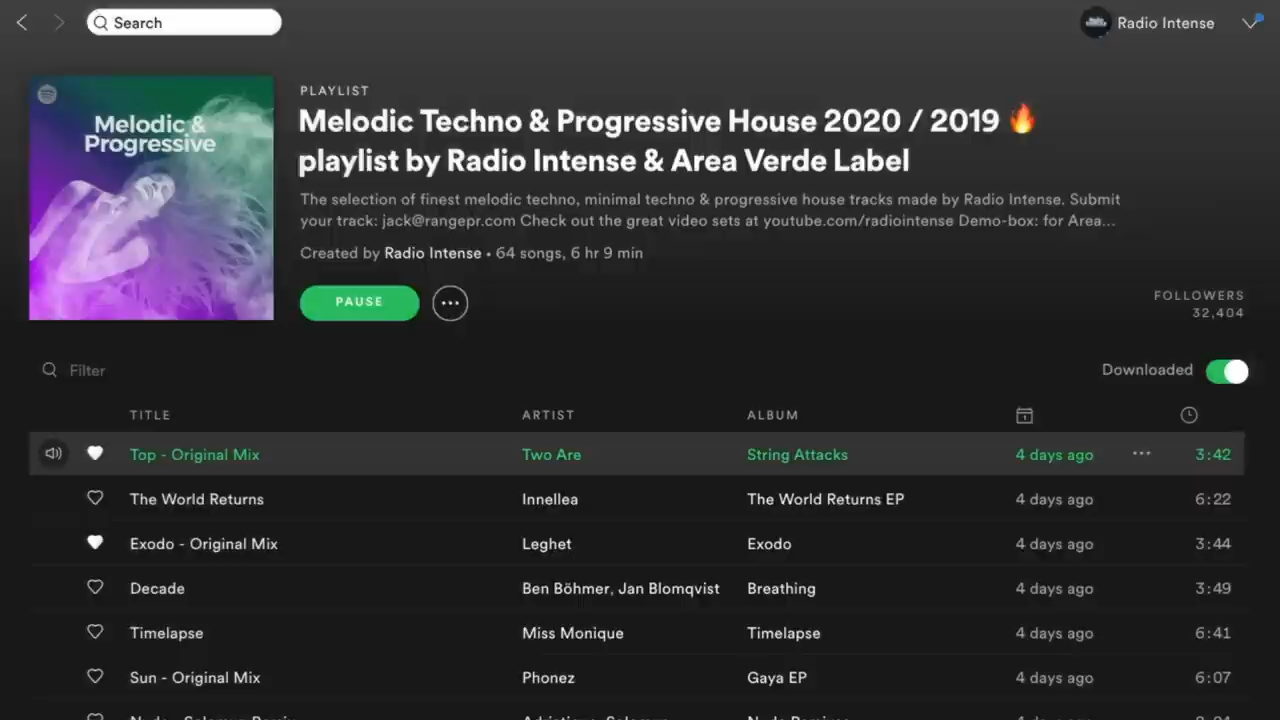 Search
Radio Intense
Melodic &
Progressive
PLAYLIST
Melodic Techno & Progressive House 2020 / 2019 🔥
playlist by Radio Intense & Area Verde Label
The selection of finest melodic techno, minimal techno & progressive house tracks made by Radio Intense. Submit
your track: jack@rangepr.com Check out the great video sets at youtube.com/radiointense Demo-box: for Area...
Created by Radio Intense • 64 songs, 6 hr 9 min
PAUSE
FOLLOWERS
32,404
Filter
Downloaded
TITLE ARTIST ALBUM
Top - Original Mix Two Are String Attacks 4 days ago 3:42
The World Returns Innellea The World Returns EP 4 days ago 6:22
Exodo - Original Mix Leghet Exodo 4 days ago 3:44
Decade Ben Böhmer, Jan Blomqvist Breathing 4 days ago 3:49
Timelapse Miss Monique Timelapse 4 days ago 6:41
Sun - Original Mix Phonez Gaya EP 4 days ago 6:07